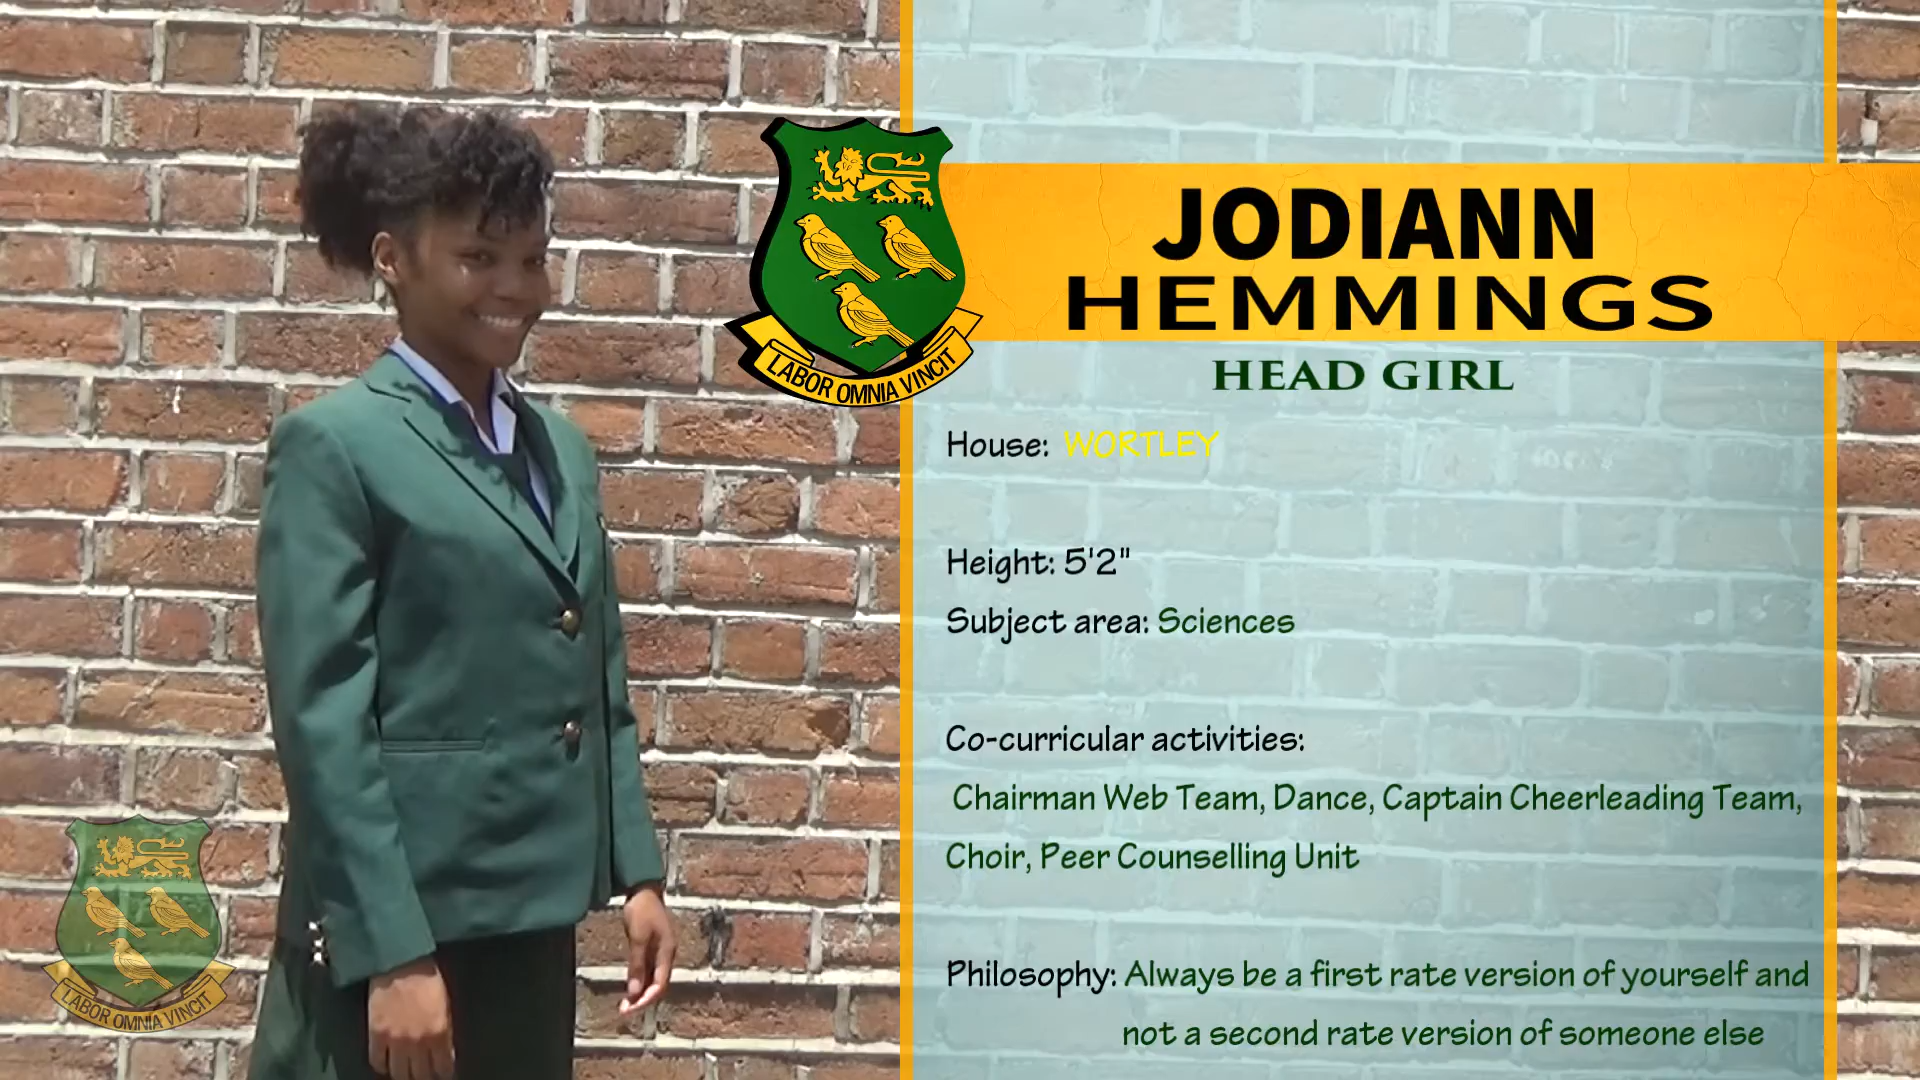 JODIANN
HEMMINGS
HEAD GIRL
LABOR OMNIA VINCIT
House: WORTLEY
Height: 5'2"
Subject area: Sciences
Co-curricular activities:
Chairman Web Team, Dance, Captain Cheerleading Team,
Choir, Peer Counselling Unit
Philosophy: Always be a first rate version of yourself and
not a second rate version of someone else
LABOR OMNIA VINCIT